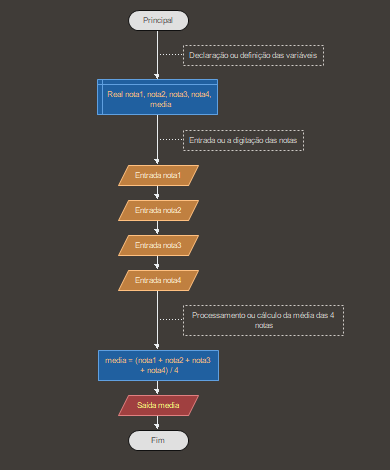 Principal
Declaração ou definição das variáveis
Real nota1, nota2, nota3, nota4,
media
Entrada ou a digitação das notas
Entrada nota1
Entrada nota2
Entrada nota3
Entrada nota4
Processamento ou cálculo da média das 4
notas
media = (nota1 + nota2 + nota3
+ nota4) / 4
Saída media
Fim